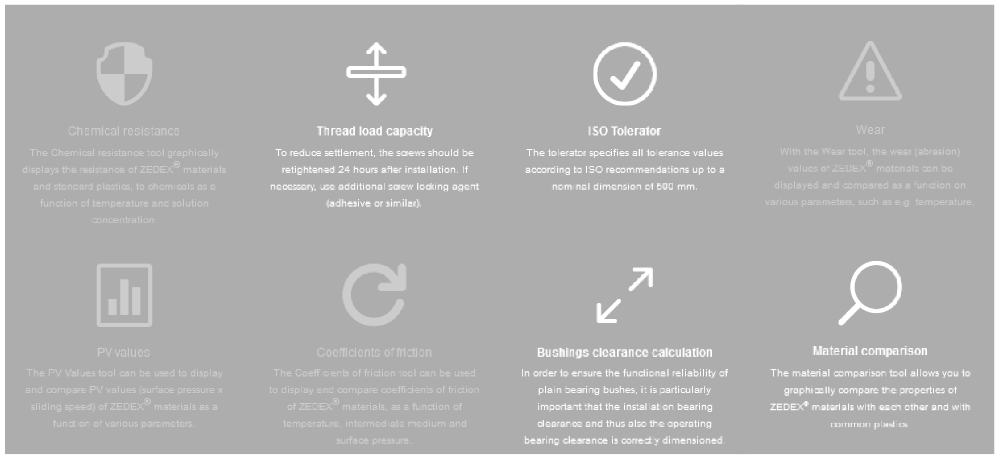 Chemical resistance
The Chemical resistance tool graphically
displays the resistance of ZEDEX® materials
and standard plastics, to chemicals as a
function of temperature and solution
concentration.
Thread load capacity
To reduce settlement, the screws should be
retightened 24 hours after installation. If
necessary, use additional screw locking agent
(adhesive or similar).
ISO Tolerator
The tolerator specifies all tolerance values
according to ISO recommendations up to a
nominal dimension of 500 mm.
Wear
With the Wear tool, the wear (abrasion)
values of ZEDEX® materials can be
displayed and compared as a function on
various parameters, such as e.g. temperature.
PV-values
The PV Values tool can be used to display
and compare PV values (surface pressure x
sliding speed) of ZEDEX® materials as a
function of various parameters.
Coefficients of friction
The Coefficients of friction tool can be used
to display and compare coefficients of friction
of ZEDEX® materials, as a function of
temperature, intermediate medium and
surface pressure.
Bushings clearance calculation
In order to ensure the functional reliability of
plain bearing bushes, it is particularly
important that the installation bearing
clearance and thus also the operating
bearing clearance is correctly dimensioned.
Material comparison
The material comparison tool allows you to
graphically compare the properties of
ZEDEX® materials with each other and with
common plastics.